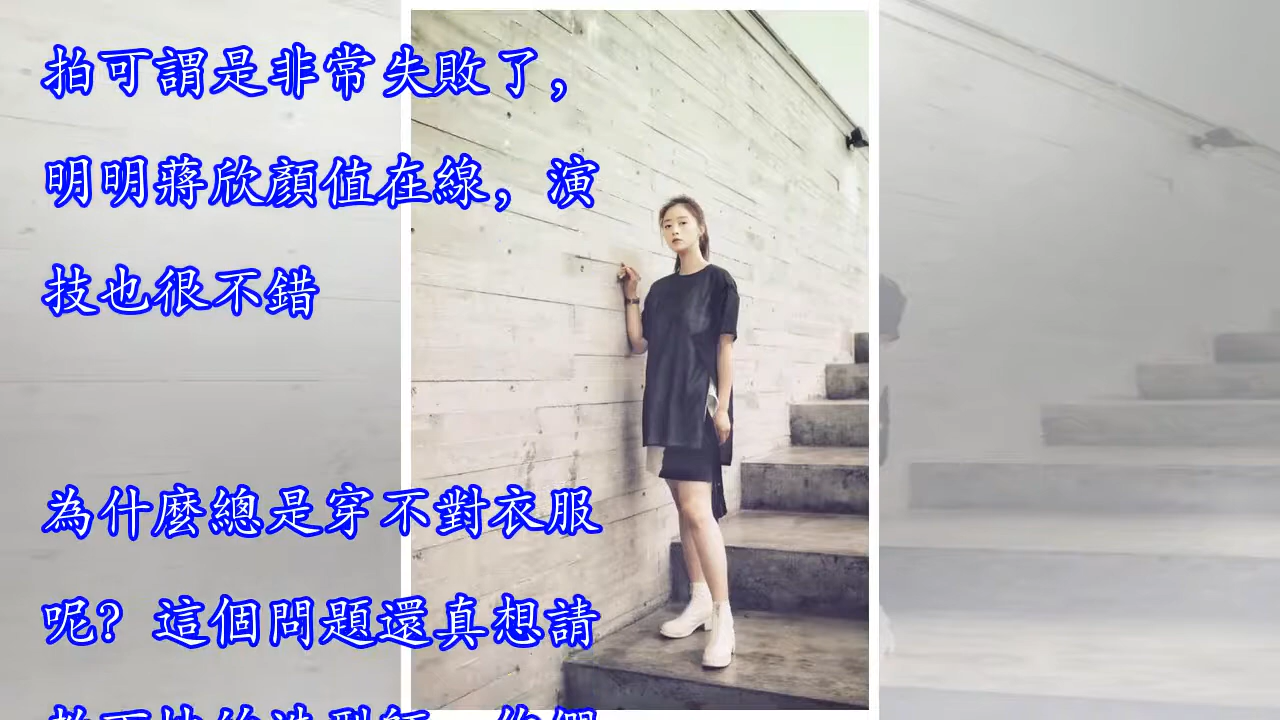 拍可謂是非常失敗了，
明明蔣欣顏值在線，演
技也很不錯
為什麼總是穿不對衣服
呢？這個問題還真想請